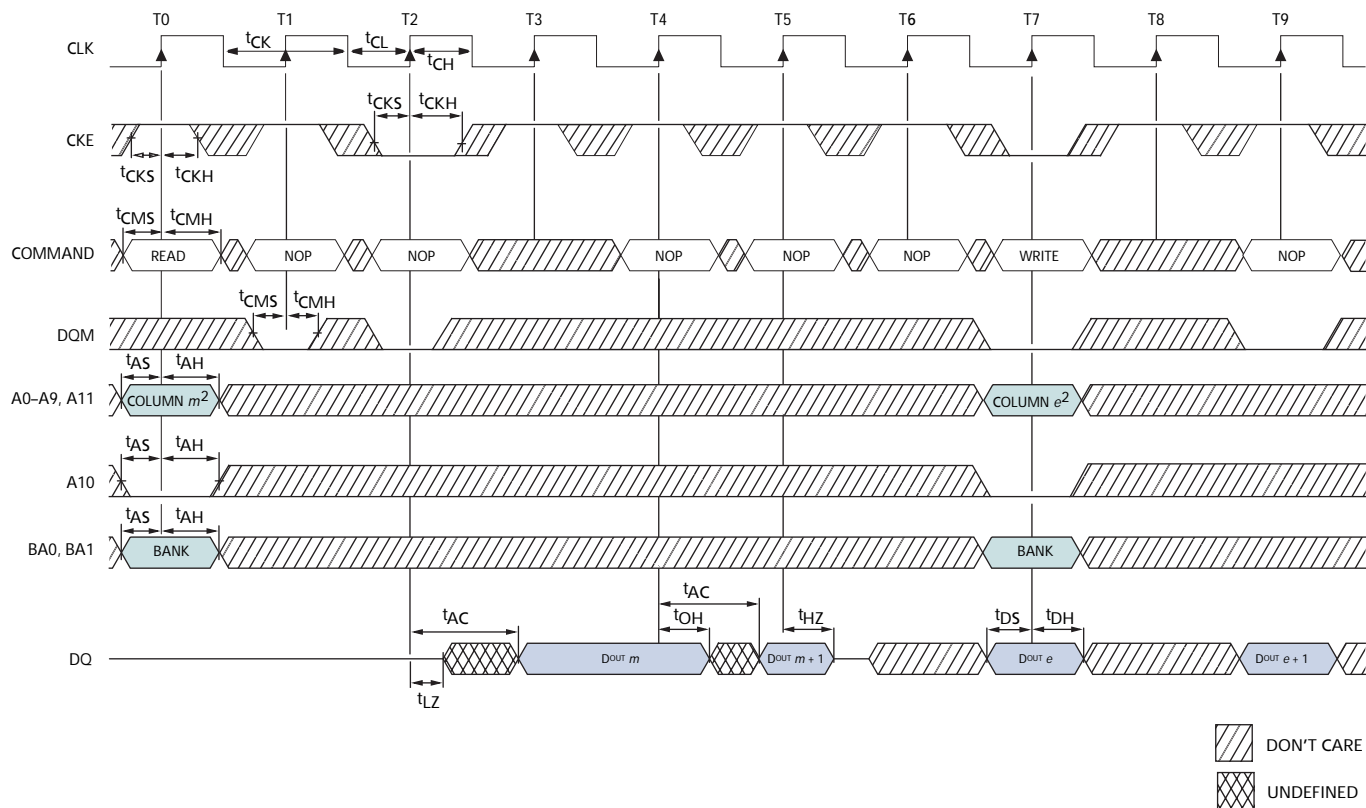 T0 T1 T2 T3 T4 T5 T6 T7 T8 T9
CLK tCK tCL tCH
tCKS tCKH
CKE
tCKS tCKH
tCMS tCMH
COMMAND READ NOP NOP NOP NOP NOP WRITE NOP
tCMS tCMH
DQM
tAS tAH
A0–A9, A11 COLUMN m2 COLUMN e2
tAS tAH
A10
tAS tAH
BA0, BA1 BANK BANK
tAC
tAC tOH tHZ tDS tDH
DQ DOUT m DOUT m + 1 DOUT e DOUT e + 1
tLZ
DON'T CARE
UNDEFINED